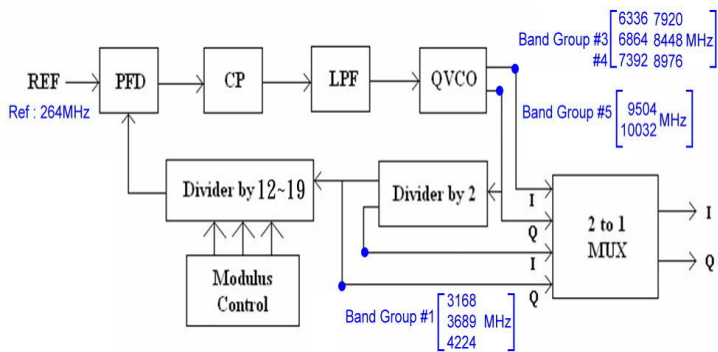 6336 7920
Band Group #3 6864 8448 MHz
#4 7392 8976
REF PFD CP LPF QVCO
Ref : 264MHz
Band Group #5 9504 MHz
10032
Divider by 12~19
Divider by 2
I
Q
I
Q
2 to 1
MUX
I
Q
Modulus
Control
Band Group #1 3168
3689 MHz
4224